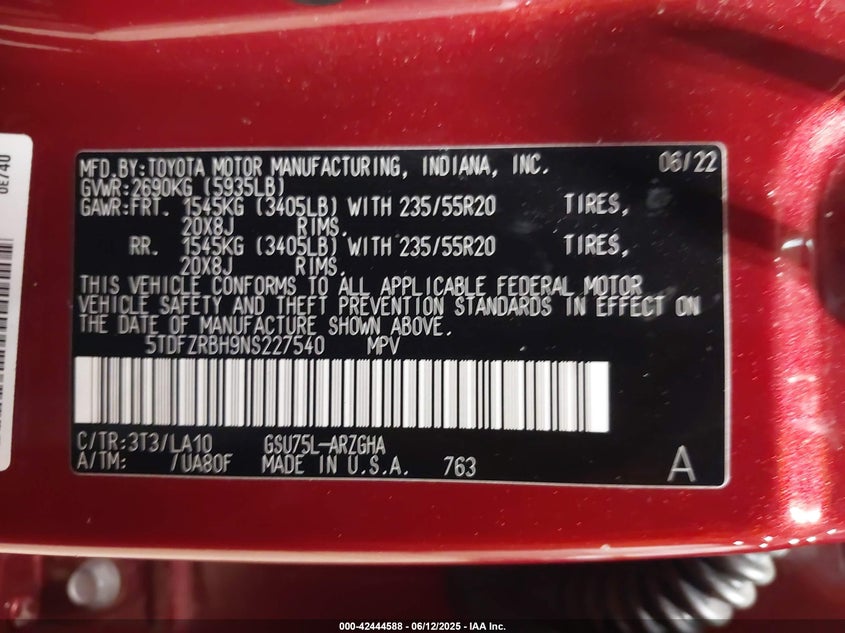 MFD.BY:TOYOTA MOTOR MANUFACTURING, INDIANA, INC. 06/22
GVWR:2690KG (5935LB)
GAWR:FRT. 1545KG (3405LB) WITH 235/55R20 TIRES,
20X8J RIMS.
RR. 1545KG (3405LB) WITH 235/55R20 TIRES,
20X8J RIMS.
THIS VEHICLE CONFORMS TO ALL APPLICABLE FEDERAL MOTOR
VEHICLE SAFETY AND THEFT PREVENTION STANDARDS IN EFFECT ON
THE DATE OF MANUFACTURE SHOWN ABOVE.
5TDFZRBH9NS227540 MPV
C/TR:3T3/LA10 GSU75L-ARZGHA
A/TM: /UA80F MADE IN U.S.A. 763 A
0E740
000-42444588 - 06/12/2025 - IAA Inc.